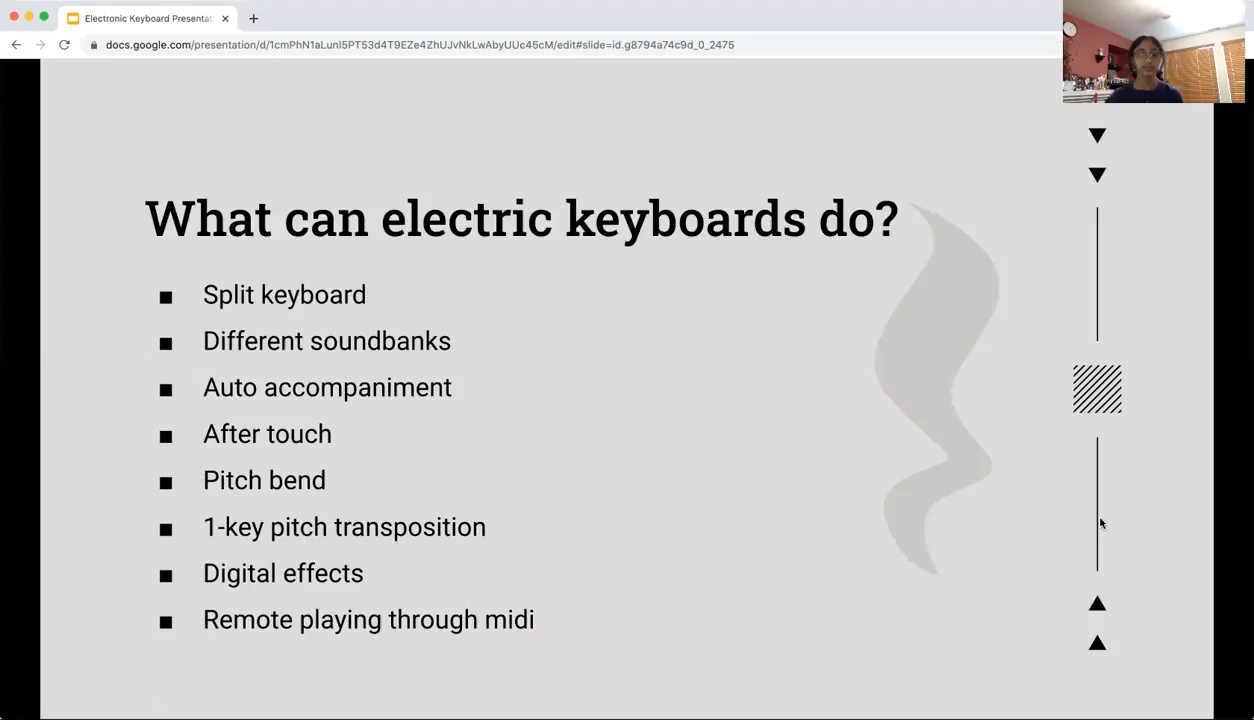 Electronic Keyboard Presentat
docs.google.com/presentation/d/1cmPhN1aLunI5PT53d4T9EZe4ZhUJvNkLwAbyUUc45cM/edit#slide=id.g8794a74c9d_0_2475
What can electric keyboards do?
Split keyboard
Different soundbanks
Auto accompaniment
After touch
Pitch bend
1-key pitch transposition
Digital effects
Remote playing through midi